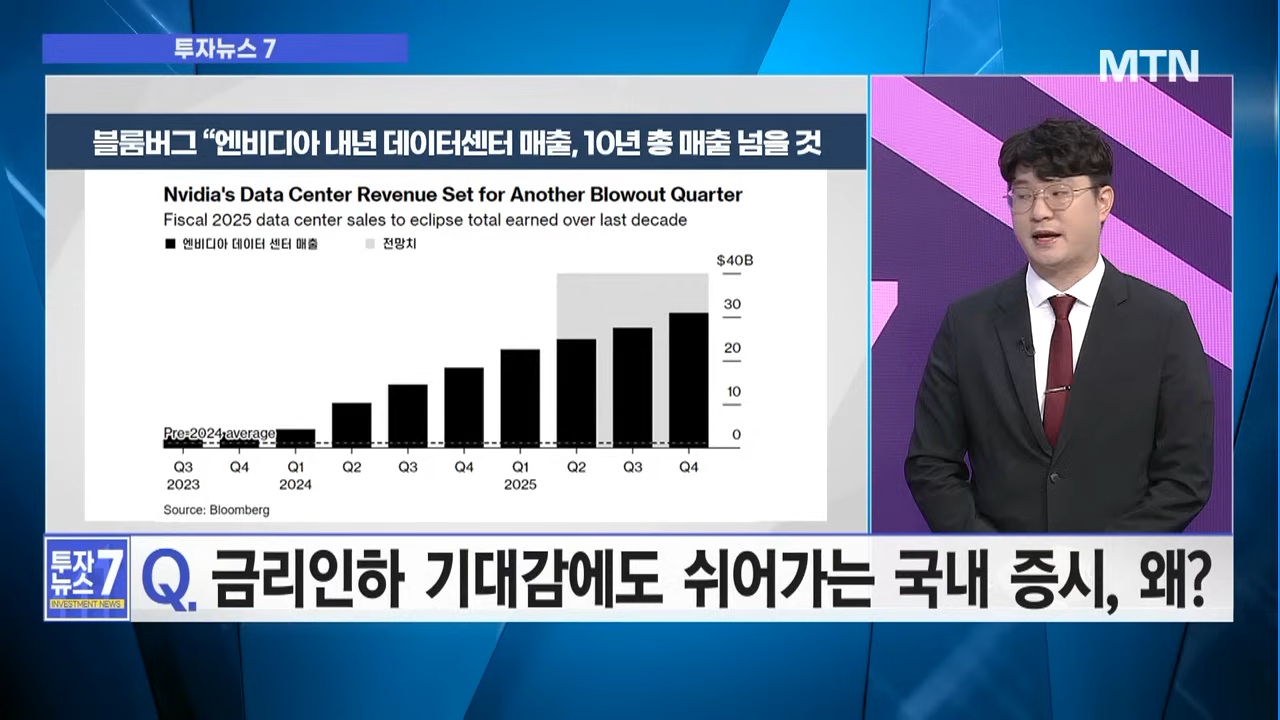 투자뉴스 7
MTN
블룸버그 “엔비디아 내년 데이터센터 매출, 10년 총 매출 넘을 것
Nvidia's Data Center Revenue Set for Another Blowout Quarter
Fiscal 2025 data center sales to eclipse total earned over last decade
엔비디아 데이터 센터 매출 전망치
$40B
30
20
10
0
Pre-2024 average
Q3 Q4 Q1 Q2 Q3 Q4 Q1 Q2 Q3 Q4
2023 2024 2025
Source: Bloomberg
투자
뉴스 7
INVESTMENT NEWS
Q. 금리인하 기대감에도 쉬어가는 국내 증시, 왜?